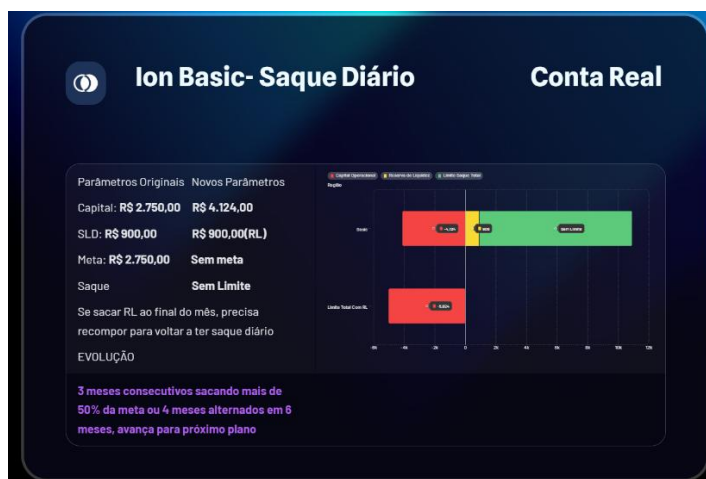 Ion Basic- Saque Diário
Conta Real
Parâmetros Originais Novos Parâmetros
Capital: R$ 2.750,00 R$ 4.124,00
SLD: R$ 900,00 R$ 900,00(RL)
Meta: R$ 2.750,00 Sem meta
Saque Sem Limite
Se sacar RL ao final do mês, precisa
recompor para voltar a ter saque diário
EVOLUÇÃO
3 meses consecutivos sacando mais de
50% da meta ou 4 meses alternados em 6
meses, avança para próximo plano
Capital Operacional Reserva de Liquidez Limite Saque Total
Região
Saldo
Sem Limite
Limite Total Com RL
-6k -4k -2k 0 2k 4k 6k 8k 10k 12k